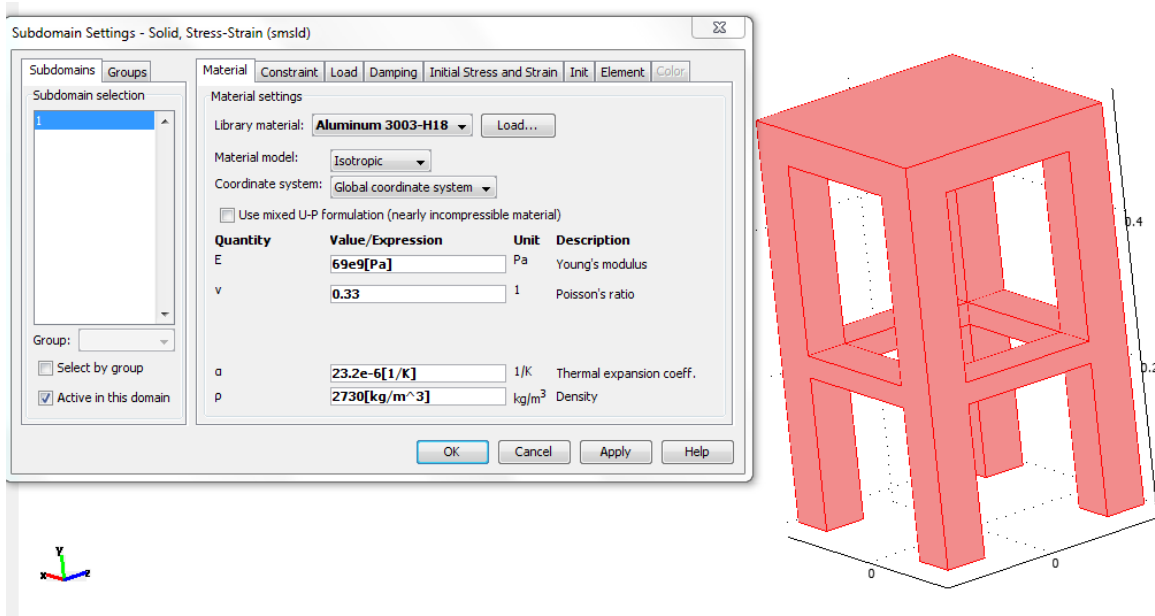 Subdomain Settings - Solid, Stress-Strain (smsld)
Subdomains Groups
Subdomain selection
1
Group:
Select by group
Active in this domain
Material Constraint Load Damping Initial Stress and Strain Init Element Color
Material settings
Library material: Aluminum 3003-H18 Load...
Material model: Isotropic
Coordinate system: Global coordinate system
Use mixed U-P formulation (nearly incompressible material)
Quantity Value/Expression Unit Description
E 69e9[Pa] Pa Young's modulus
ν 0.33 1 Poisson's ratio
α 23.2e-6[1/K] 1/K Thermal expansion coeff.
ρ 2730[kg/m^3] kg/m³ Density
OK Cancel Apply Help
0.4
0.2
0
0
y
x z